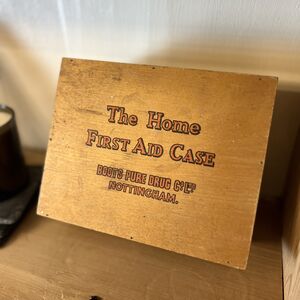 The Home
FIRST AID CASE
BOOTS PURE DRUG Co LTD
NOTTINGHAM.